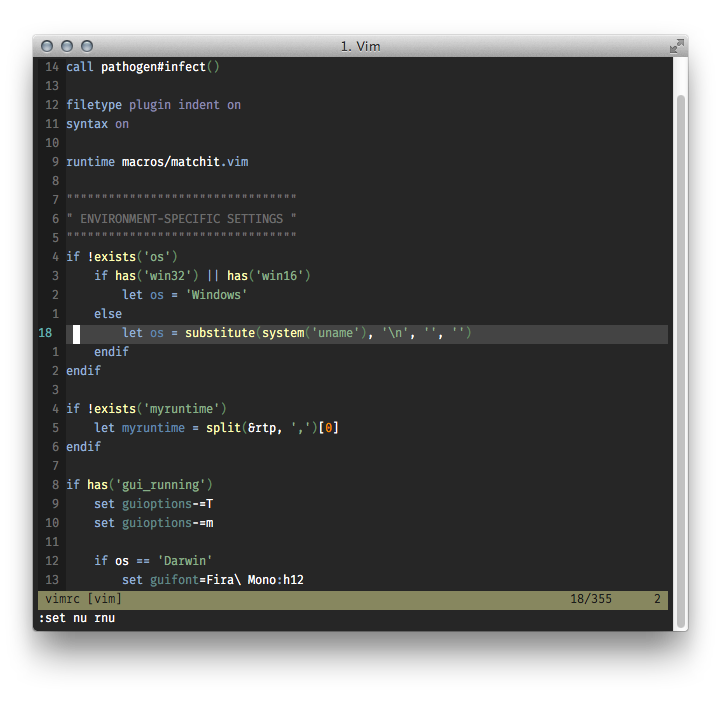 1. Vim
14 call pathogen#infect()
13
12 filetype plugin indent on
11 syntax on
10
9 runtime macros/matchit.vim
8
7 """""""""""""""""""""""""""""""""
6 " ENVIRONMENT-SPECIFIC SETTINGS "
5 """""""""""""""""""""""""""""""""
4 if !exists('os')
3     if has('win32') || has('win16')
2         let os = 'Windows'
1     else
18         let os = substitute(system('uname'), '\n', '', '')
1     endif
2 endif
3
4 if !exists('myruntime')
5     let myruntime = split(&rtp, ',')[0]
6 endif
7
8 if has('gui_running')
9     set guioptions-=T
10     set guioptions-=m
11
12     if os == 'Darwin'
13         set guifont=Fira\ Mono:h12
vimrc [vim] 18/355 2
:set nu rnu